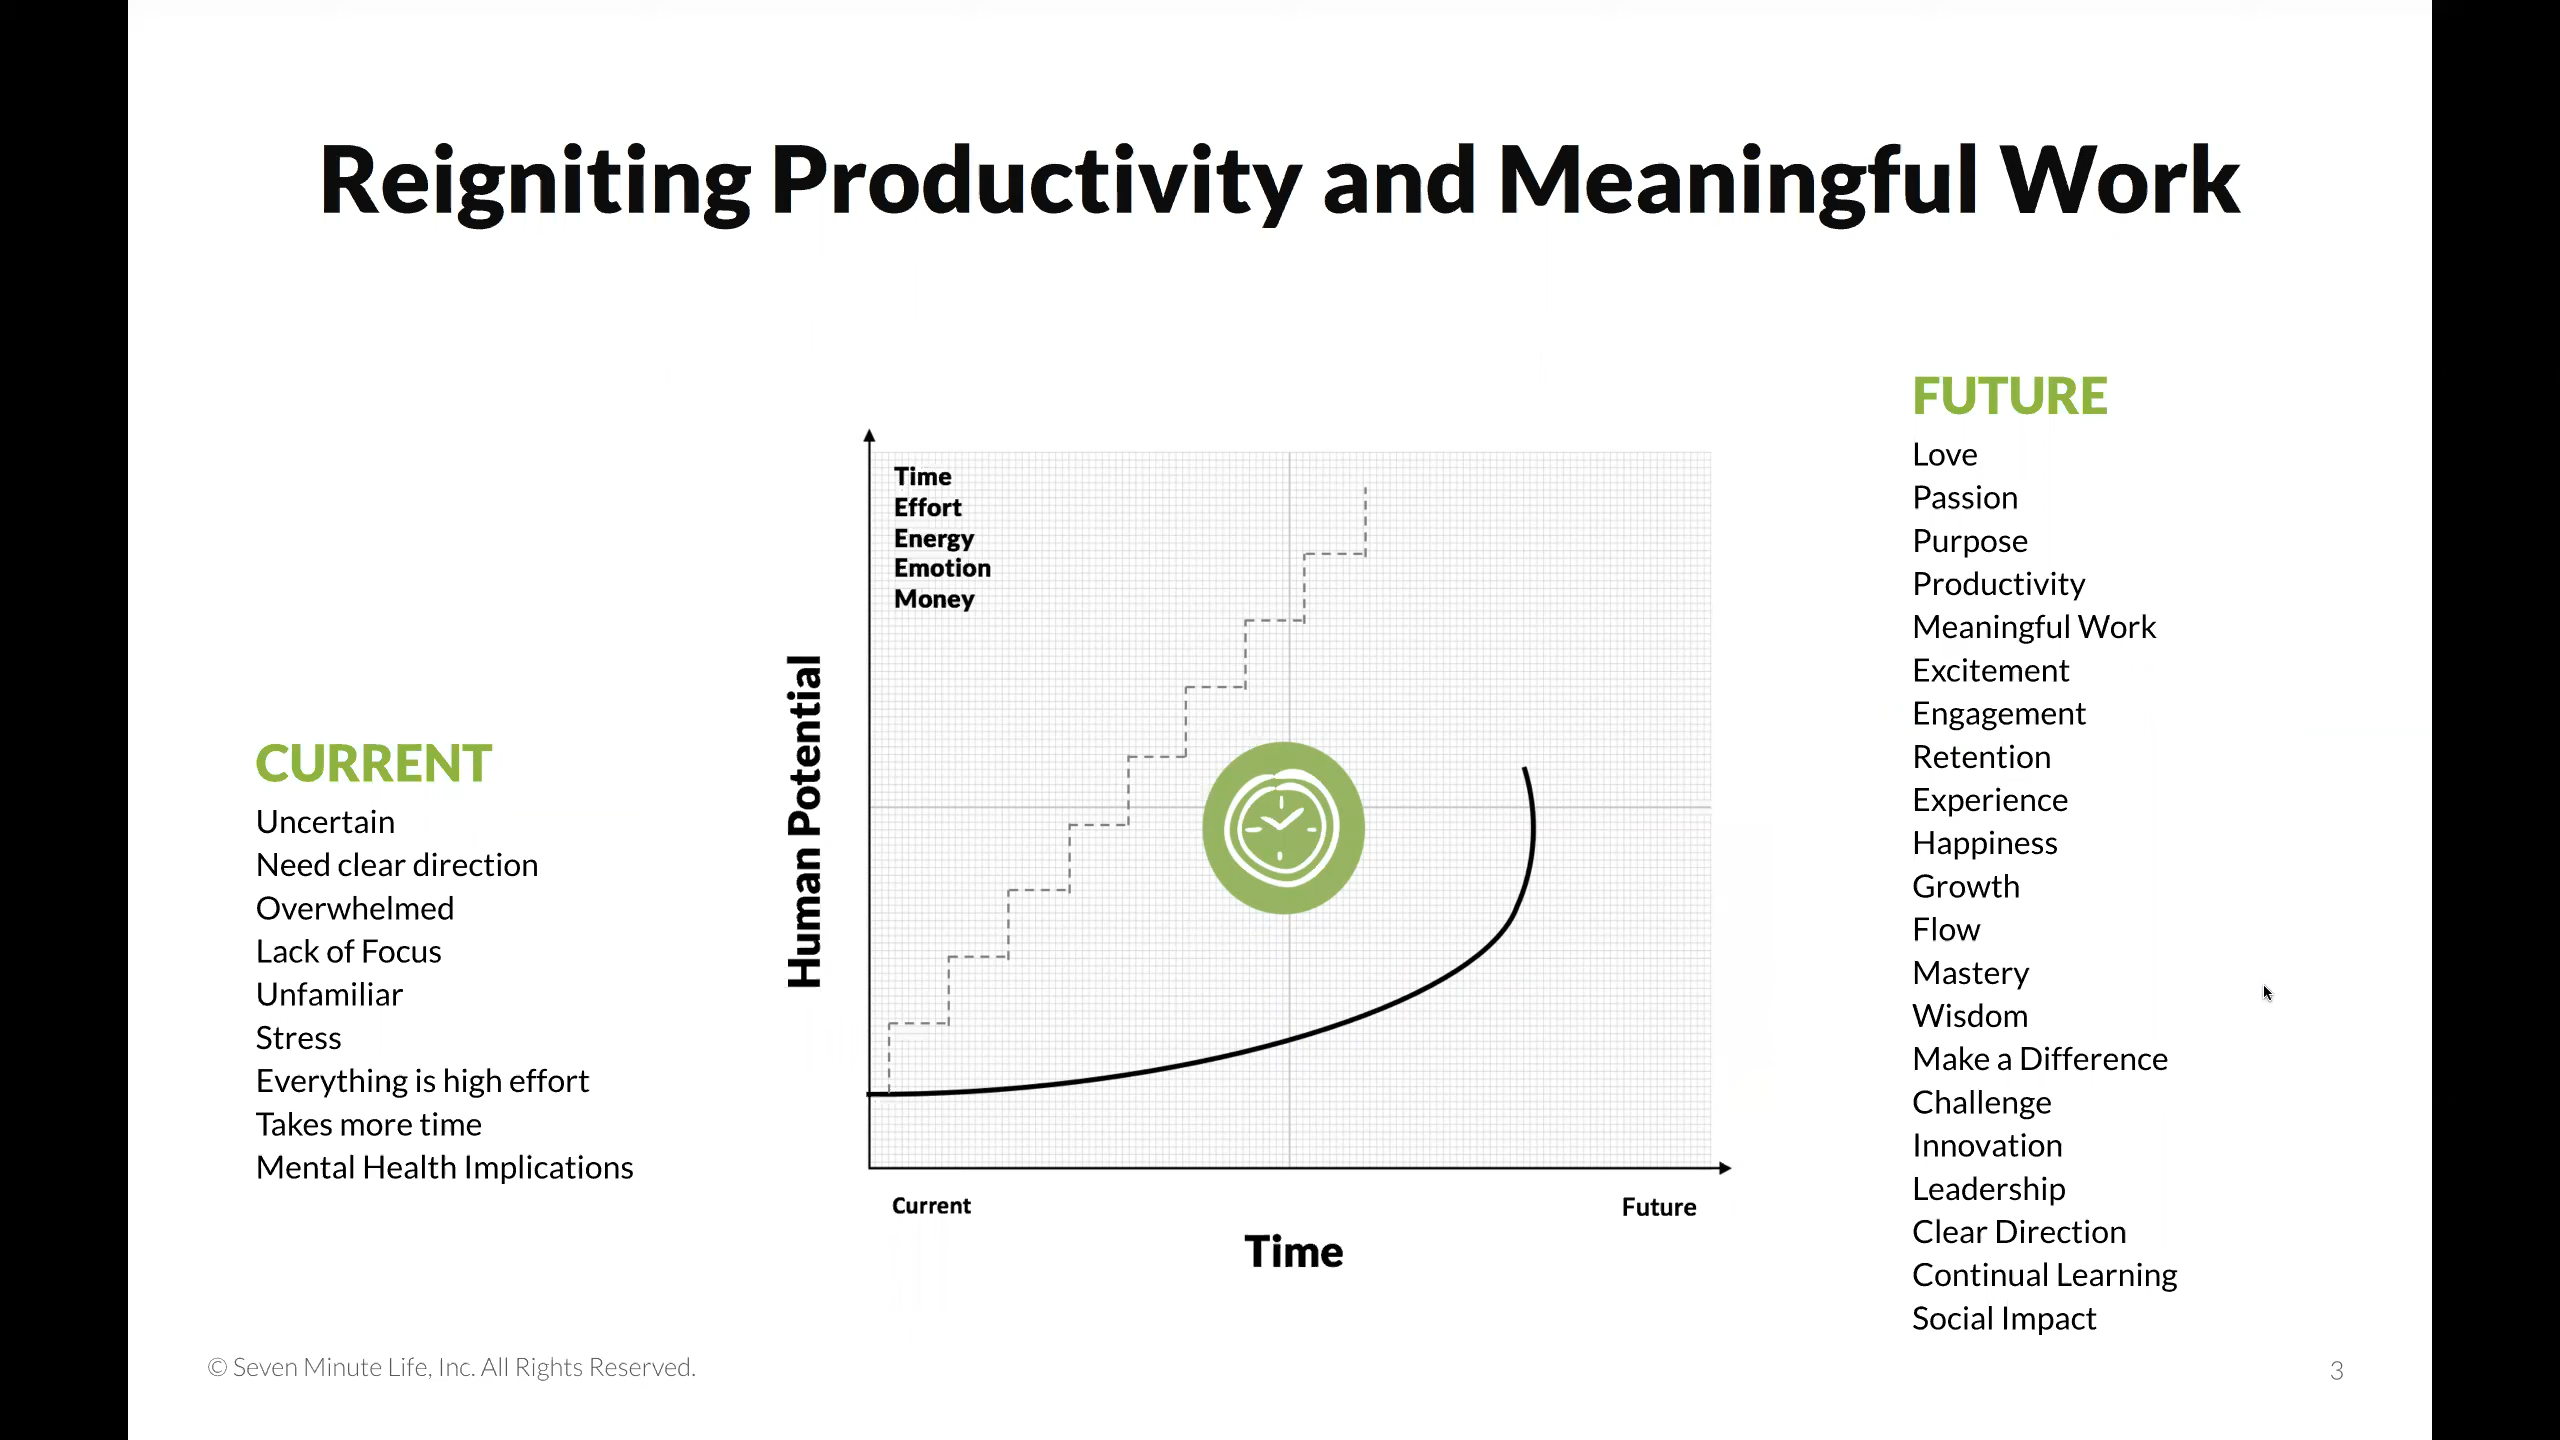 Reigniting Productivity and Meaningful Work
CURRENT
Uncertain
Need clear direction
Overwhelmed
Lack of Focus
Unfamiliar
Stress
Everything is high effort
Takes more time
Mental Health Implications
Human Potential
Time
Effort
Energy
Emotion
Money
Current
Future
Time
FUTURE
Love
Passion
Purpose
Productivity
Meaningful Work
Excitement
Engagement
Retention
Experience
Happiness
Growth
Flow
Mastery
Wisdom
Make a Difference
Challenge
Innovation
Leadership
Clear Direction
Continual Learning
Social Impact
© Seven Minute Life, Inc. All Rights Reserved.
3